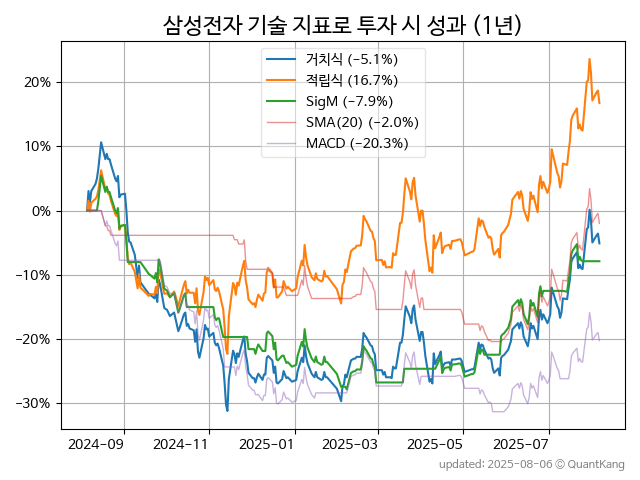 삼성전자 기술 지표로 투자 시 성과 (1년)
거치식 (−5.1%)
적립식 (16.7%)
SigM (−7.9%)
SMA(20) (−2.0%)
MACD (−20.3%)
20%
10%
0%
−10%
−20%
−30%
2024-09 2024-11 2025-01 2025-03 2025-05 2025-07
updated: 2025-08-06 © QuantKang